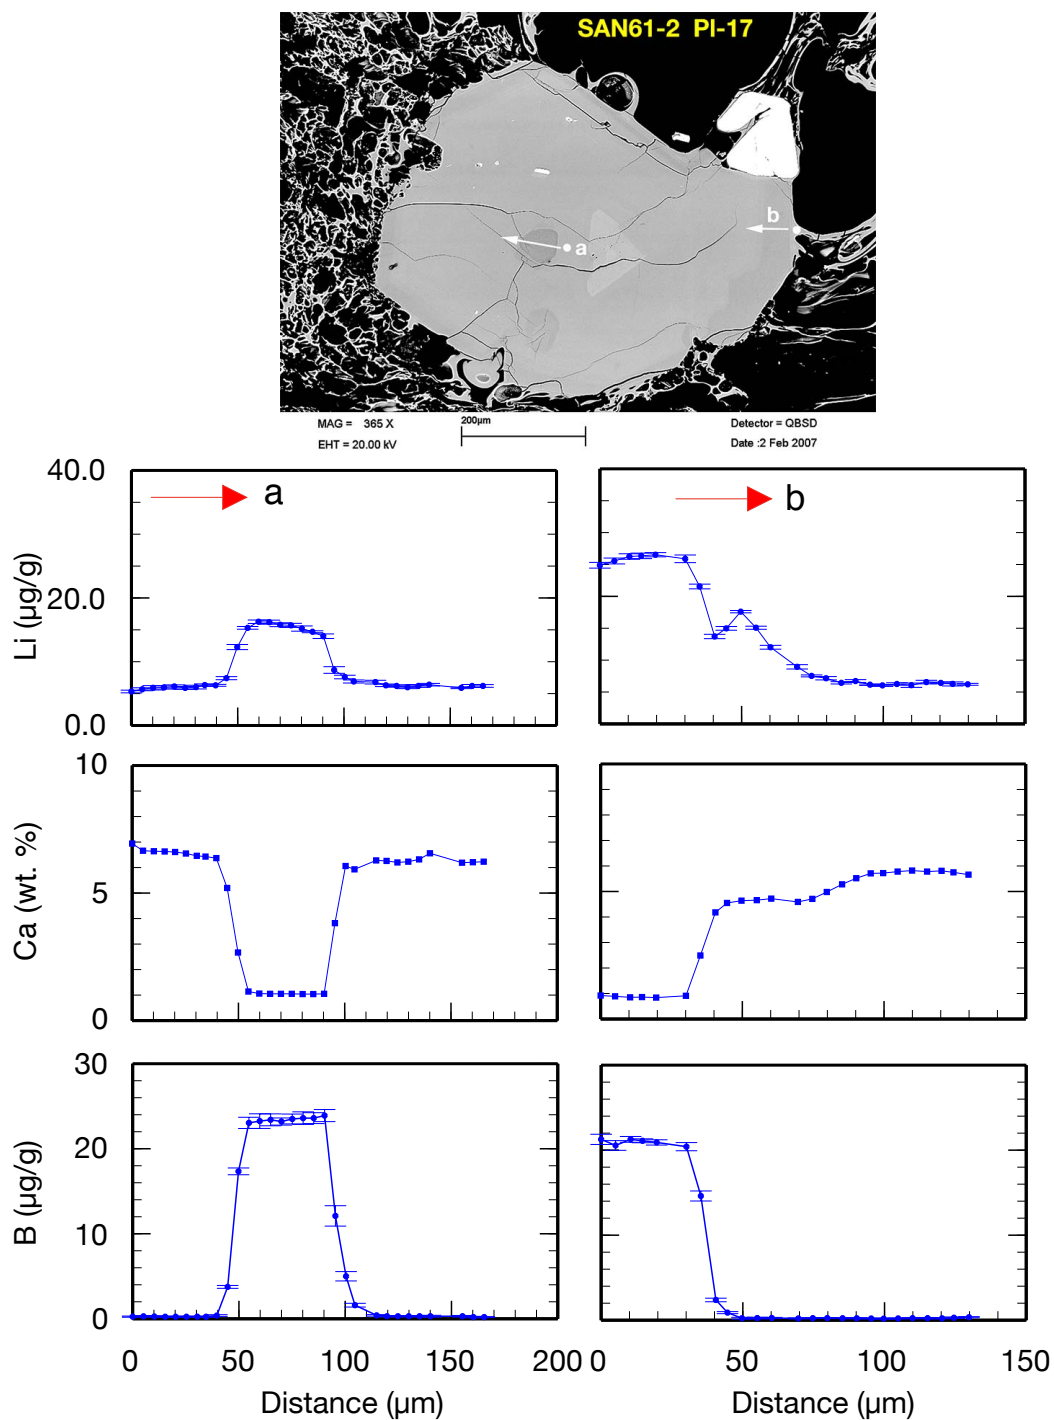 SAN61-2 PI-17
b
a
MAG = 365 X
200µm
Detector = QBSD
EHT = 20.00 kV
Date :2 Feb 2007
40.0
20.0
0.0
Li (µg/g)
a
b
10
5
0
Ca (wt. %)
30
20
10
0
B (µg/g)
0 50 100 150 200
0 50 100 150
Distance (µm)
Distance (µm)